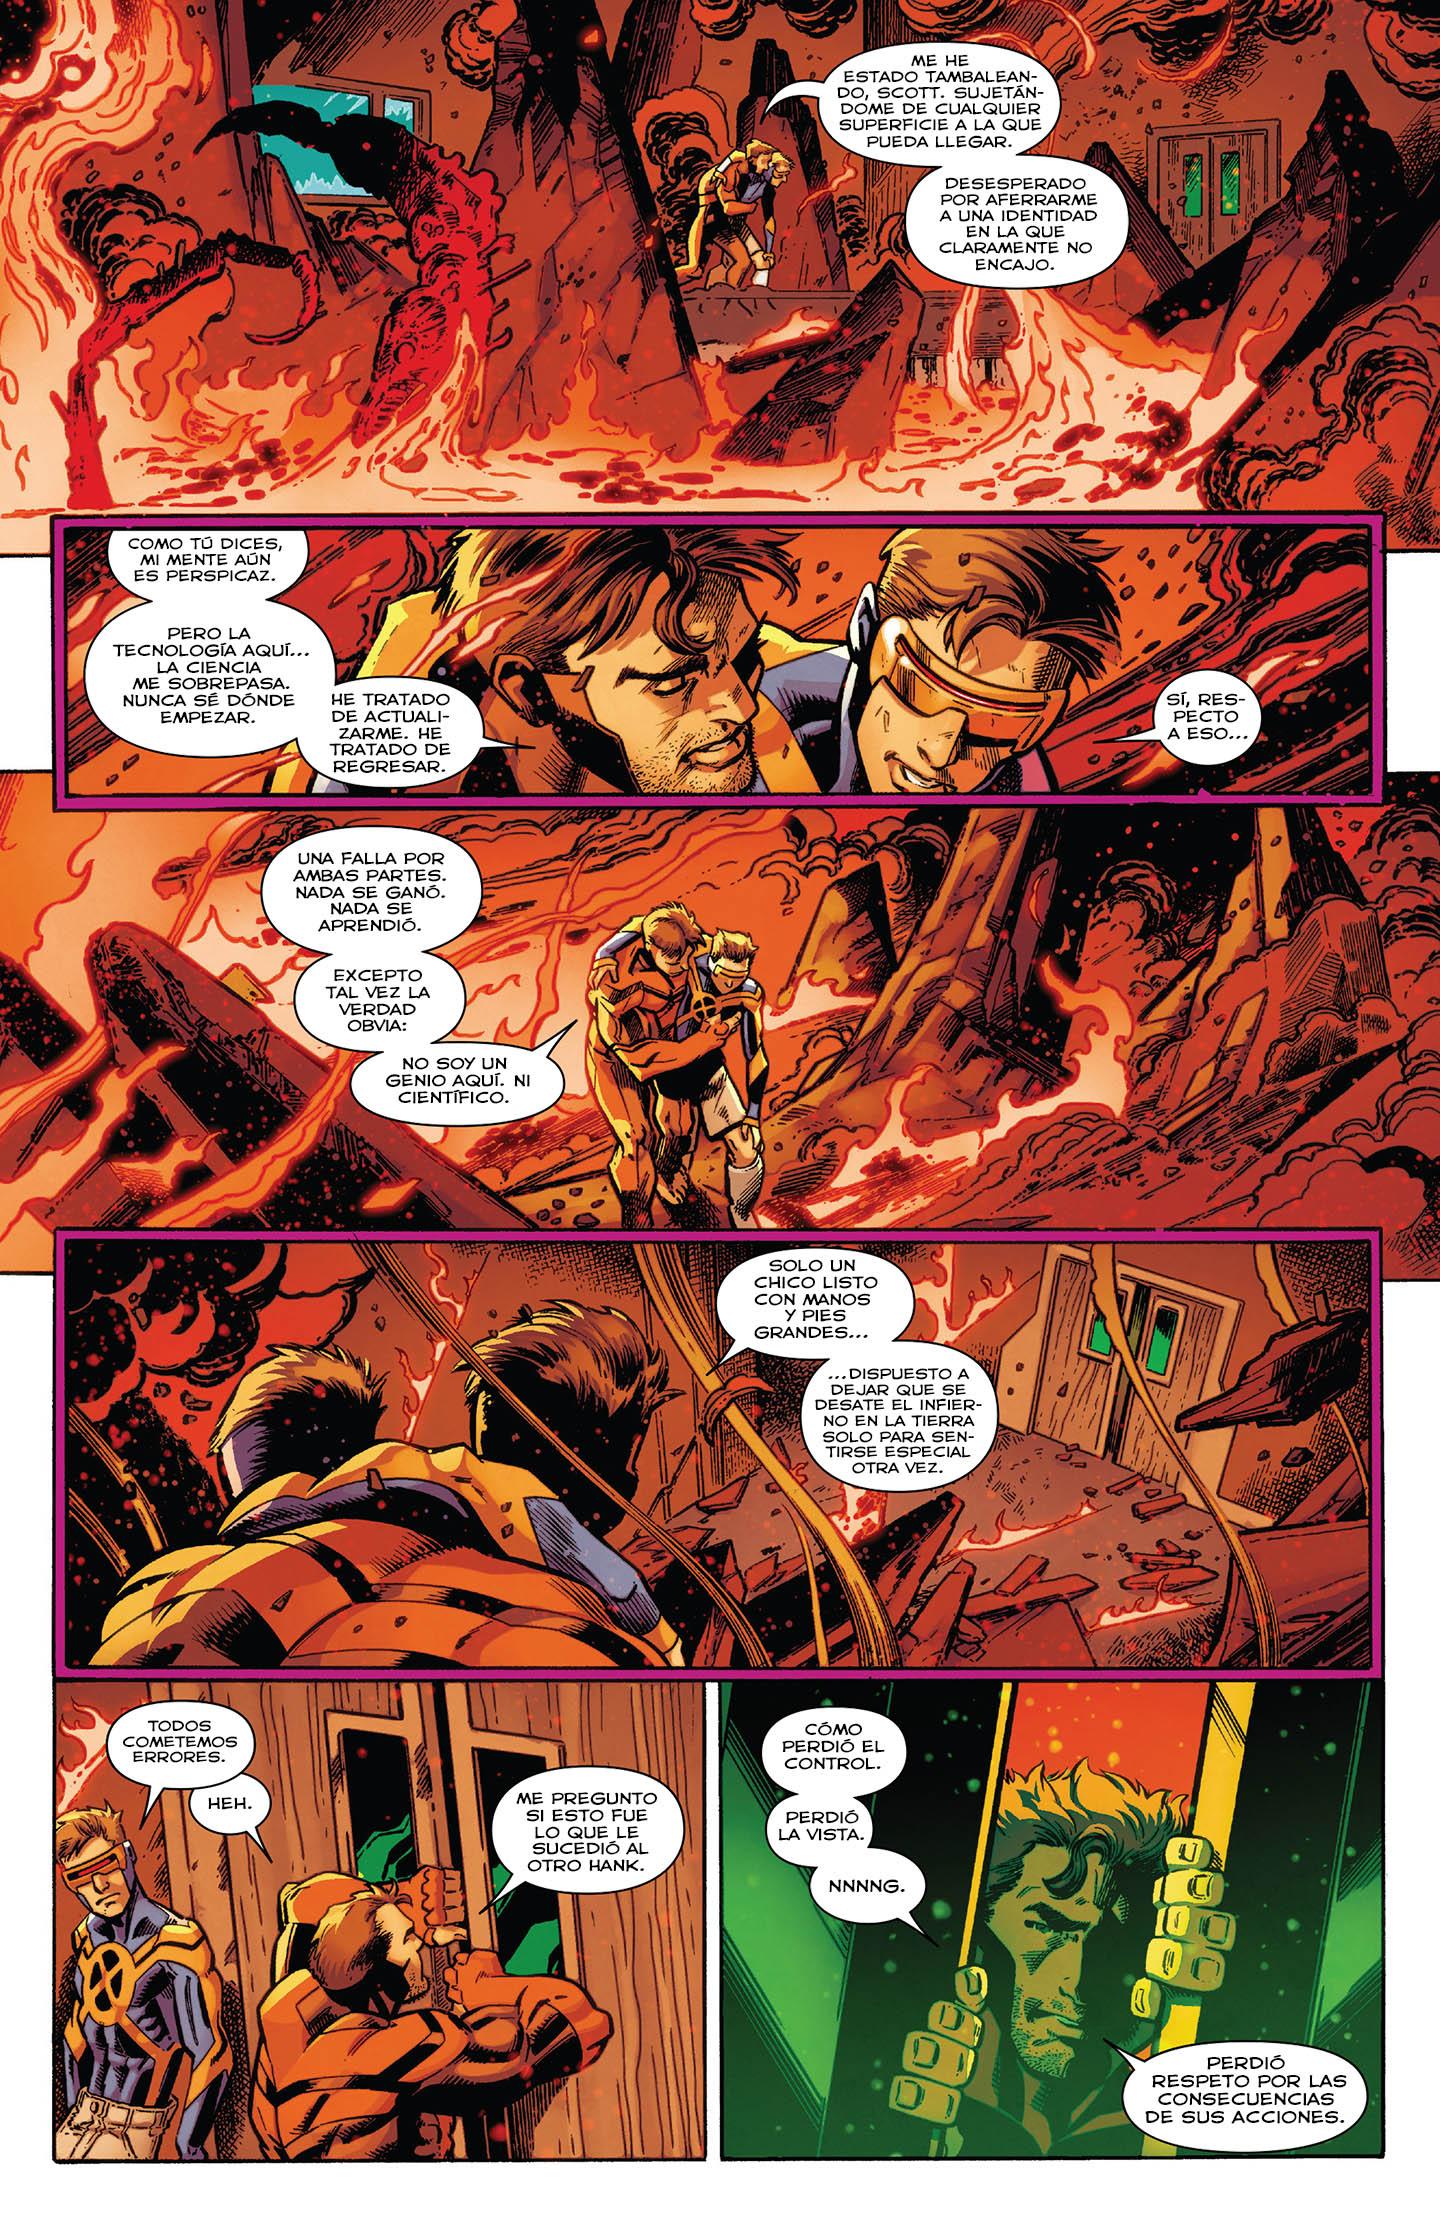 ME HE
ESTADO TAMBALEAN-
DO, SCOTT. SUJETÁN-
DOME DE CUALQUIER
SUPERFICIE A LA QUE
PUEDA LLEGAR.
DESESPERADO
POR AFERRARME
A UNA IDENTIDAD
EN LA QUE
CLARAMENTE NO
ENCAJO.
COMO TÚ DICES,
MI MENTE AÚN
ES PERSPICAZ.
PERO LA
TECNOLOGÍA AQUÍ...
LA CIENCIA
ME SOBREPASA.
NUNCA SÉ DÓNDE
EMPEZAR.
HE TRATADO
DE ACTUALI-
ZARME. HE
TRATADO DE
REGRESAR.
SÍ, RES-
PECTO
A ESO...
UNA FALLA POR
AMBAS PARTES.
NADA SE GANÓ.
NADA SE
APRENDIÓ.
EXCEPTO
TAL VEZ LA
VERDAD
OBVIA:
NO SOY UN
GENIO AQUÍ. NI
CIENTÍFICO.
SOLO UN
CHICO LISTO
CON MANOS
Y PIES
GRANDES...
...DISPUESTO A
DEJAR QUE SE
DESATE EL INFIER-
NO EN LA TIERRA
SOLO PARA SEN-
TIRSE ESPECIAL
OTRA VEZ.
TODOS
COMETEMOS
ERRORES.
HEH.
ME PREGUNTO
SI ESTO FUE
LO QUE LE
SUCEDIÓ AL
OTRO HANK.
CÓMO
PERDIÓ EL
CONTROL.
PERDIÓ
LA VISTA.
NNNNG.
PERDIÓ
RESPETO POR LAS
CONSECUENCIAS
DE SUS ACCIONES.